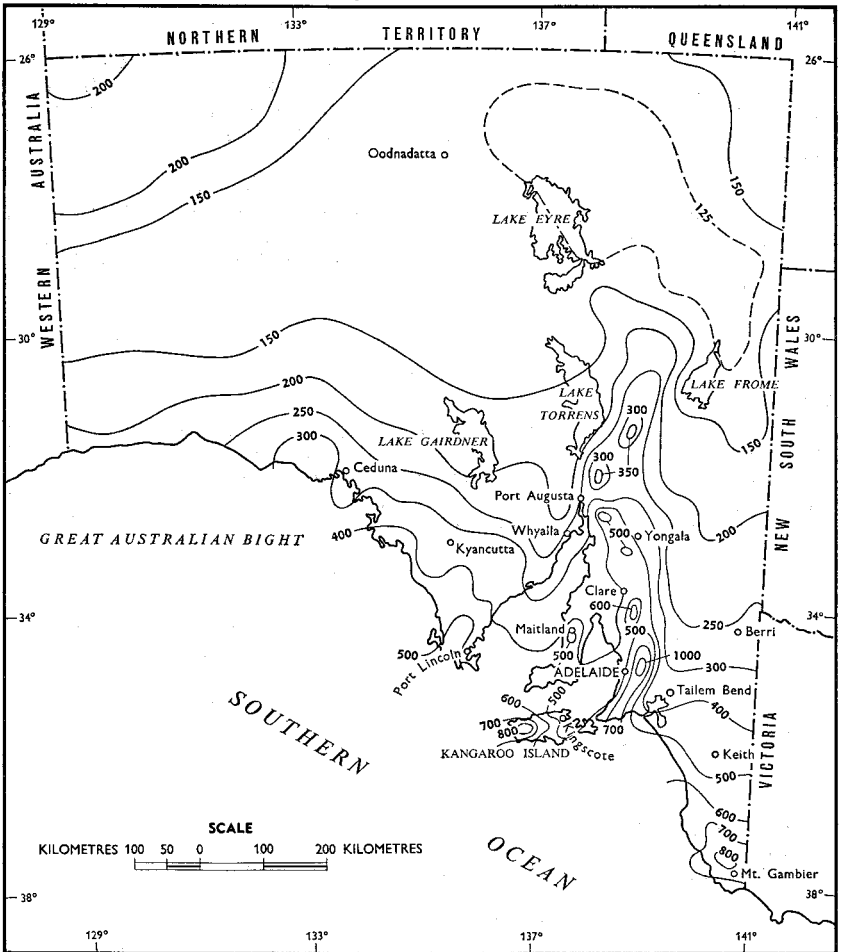 129°
133°
137°
141°
NORTHERN TERRITORY
QUEENSLAND
26°
26°
200
WESTERN AUSTRALIA
200
Oodnadatta
150
150
125
LAKE EYRE
30°
30°
150
LAKE
TORRENS
LAKE FROME
NEW SOUTH WALES
200
300
250
LAKE GAIRDNER
150
300
300
350
Ceduna
Port Augusta
200
400
Whyalla
500
Yongala
GREAT AUSTRALIAN BIGHT
Kyancutta
Clare
600
34°
34°
250
Berri
Maitland
500
500
500
Port Lincoln
ADELAIDE
1000
300
Tailem Bend
600
500
400
700
800
Kingscote
700
KANGAROO ISLAND
Keith
VICTORIA
500
SOUTHERN
OCEAN
600
700
800
Mt. Gambier
SCALE
KILOMETRES 100 50 0 100 200 KILOMETRES
38°
38°
129°
133°
137°
141°